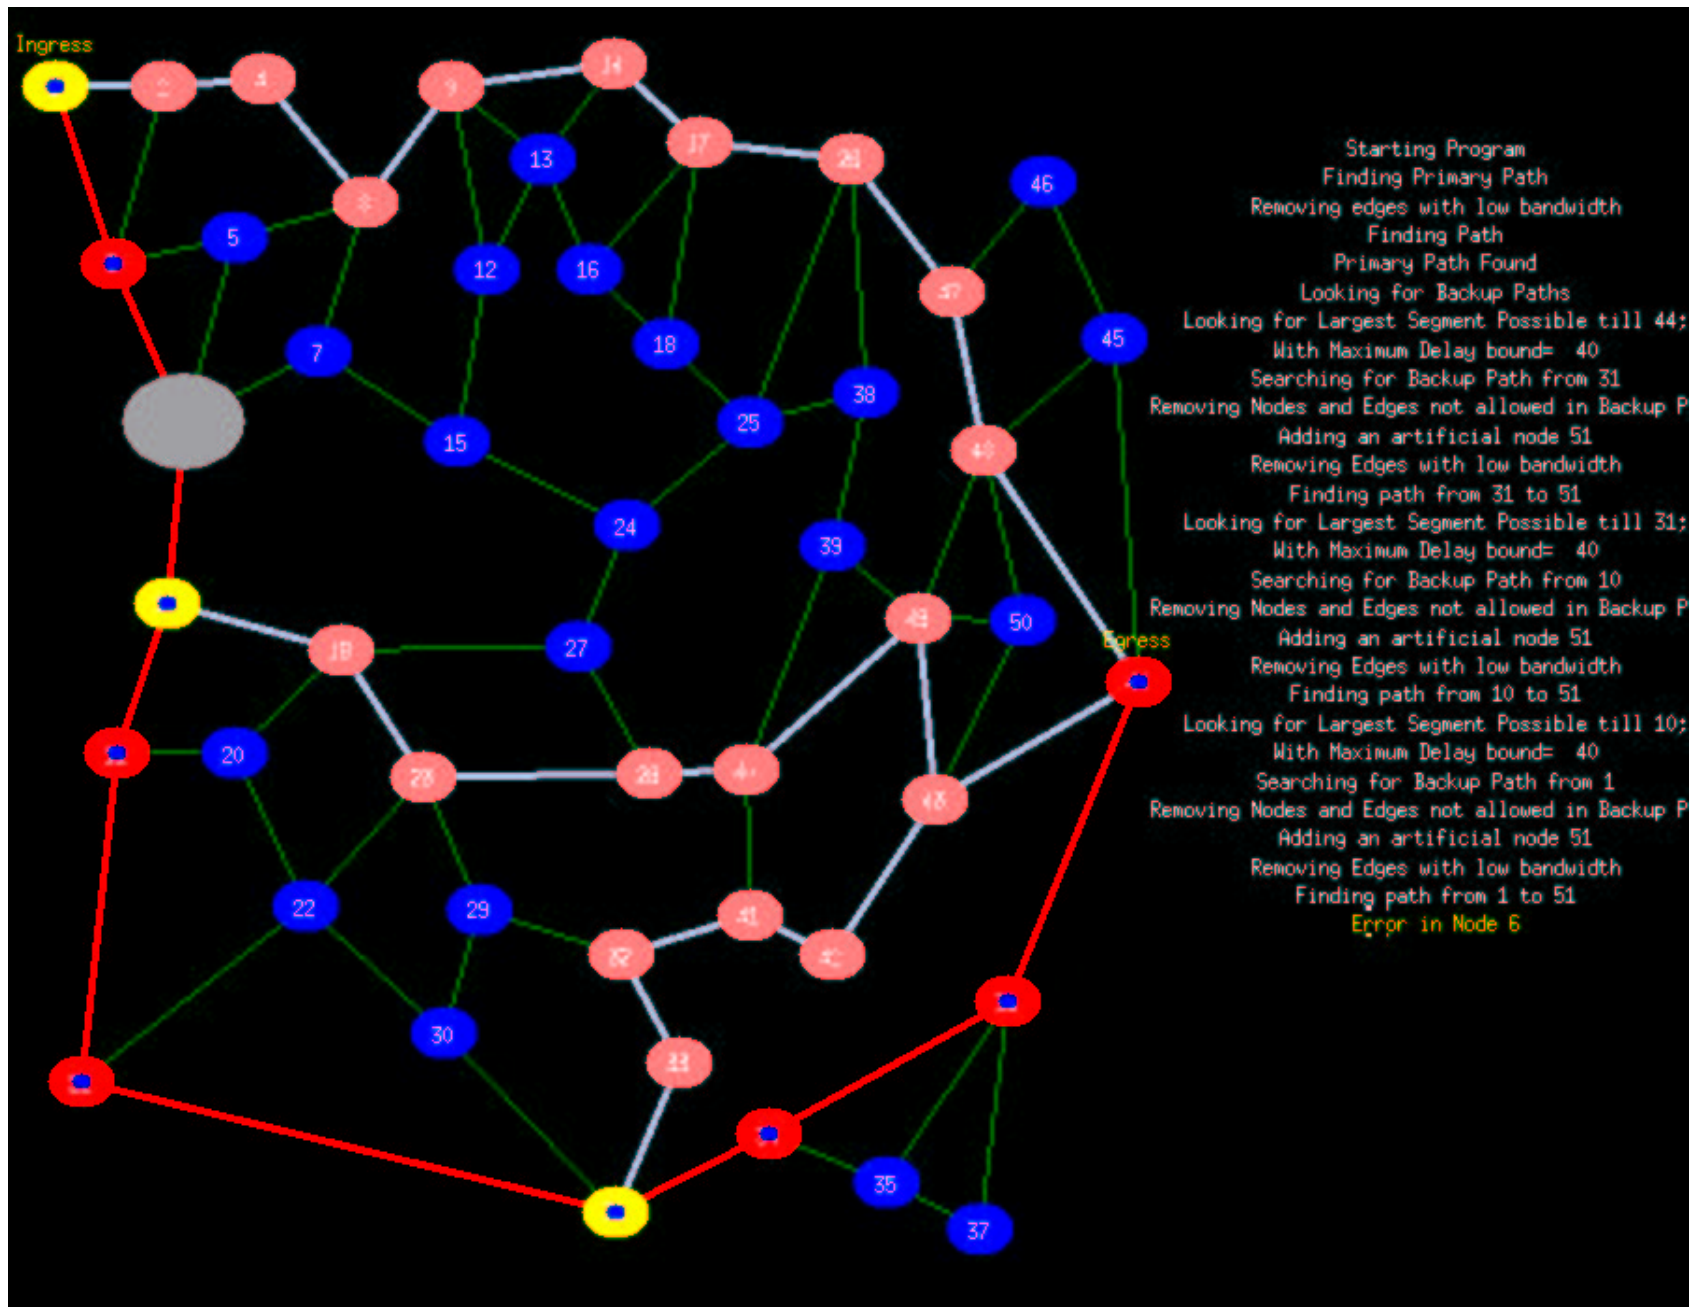 Ingress
9
13
46
5
12
16
7
18
45
38
25
15
24
39
50
27
Egress
20
22
29
30
35
37
Starting Program
Finding Primary Path
Removing edges with low bandwidth
Finding Path
Primary Path Found
Looking for Backup Paths
Looking for Largest Segment Possible till 44;
With Maximum Delay bound= 40
Searching for Backup Path from 31
Removing Nodes and Edges not allowed in Backup P
Adding an artificial node 51
Removing Edges with low bandwidth
Finding path from 31 to 51
Looking for Largest Segment Possible till 31;
With Maximum Delay bound= 40
Searching for Backup Path from 10
Removing Nodes and Edges not allowed in Backup P
Adding an artificial node 51
Removing Edges with low bandwidth
Finding path from 10 to 51
Looking for Largest Segment Possible till 10;
With Maximum Delay bound= 40
Searching for Backup Path from 1
Removing Nodes and Edges not allowed in Backup P
Adding an artificial node 51
Removing Edges with low bandwidth
Finding path from 1 to 51
Error in Node 6